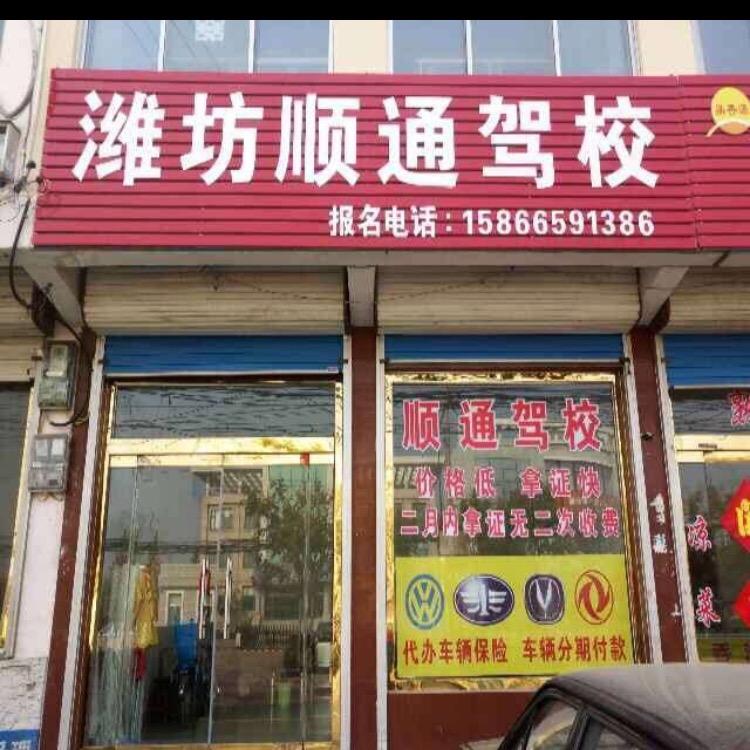 潍坊顺通驾校
报名电话:15866591386
顺通驾校
价格低 拿证快
二月内拿证无二次收费
代办车辆保险 车辆分期付款
凉
菜